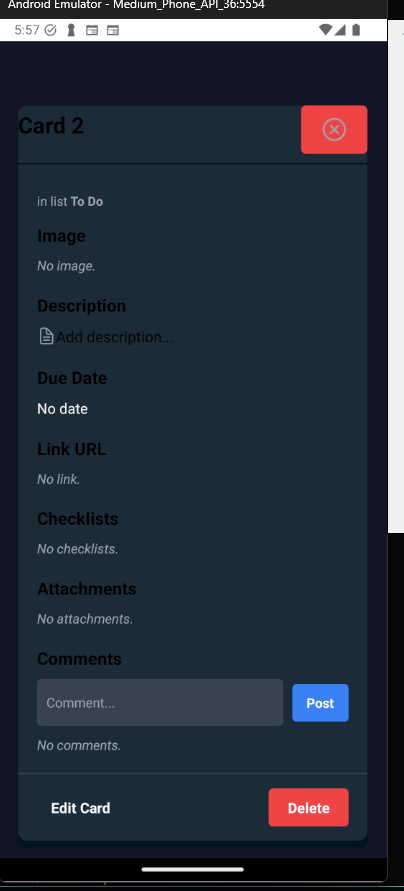 Android Emulator - Medium_Phone_API_36:5554
5:57
Card 2
in list To Do
Image
No image.
Description
Add description...
Due Date
No date
Link URL
No link.
Checklists
No checklists.
Attachments
No attachments.
Comments
Comment...
Post
No comments.
Edit Card
Delete